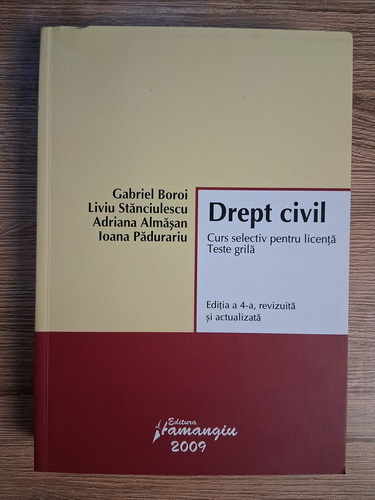 Gabriel Boroi
Liviu Stănciulescu
Adriana Almăşan
Ioana Pădurariu
Drept civil
Curs selectiv pentru licenţă
Teste grilă
Ediţia a 4-a, revizuită
şi actualizată
Editura
Hamangiu
2009